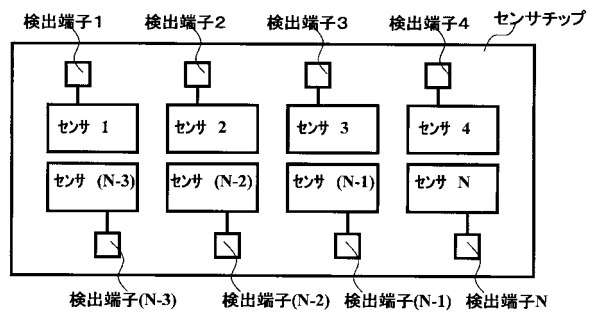 検出端子1 検出端子2 検出端子3 検出端子4 センサチップ
センサ 1 センサ 2 センサ 3 センサ 4
センサ (N-3) センサ (N-2) センサ (N-1) センサ N
検出端子(N-3) 検出端子(N-2) 検出端子(N-1) 検出端子N